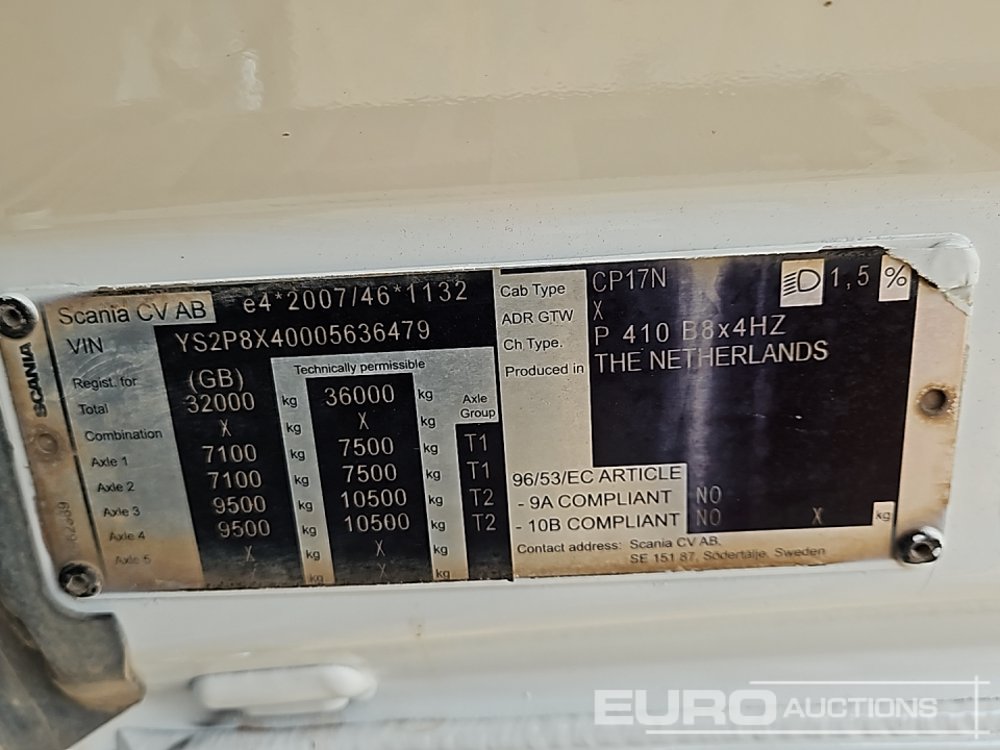 Scania CV AB e4*2007/46*1132
VIN YS2P8X40005636479
SCANIA
Regist. for (GB) Technically permissible
Total 32000 kg 36000 kg Axle Group
Combination X kg X kg
Axle 1 7100 kg 7500 kg T1
Axle 2 7100 kg 7500 kg T1
Axle 3 9500 kg 10500 kg T2
Axle 4 9500 kg 10500 kg T2
Axle 5 X kg X kg
X kg X kg
Cab Type CP17N 1,5 %
ADR GTW X
Ch Type. P 410 B8x4HZ
Produced in THE NETHERLANDS
96/53/EC ARTICLE
- 9A COMPLIANT NO
- 10B COMPLIANT NO X kg
Contact address: Scania CV AB.
SE 151 87, Södertälje, Sweden
EURO AUCTIONS